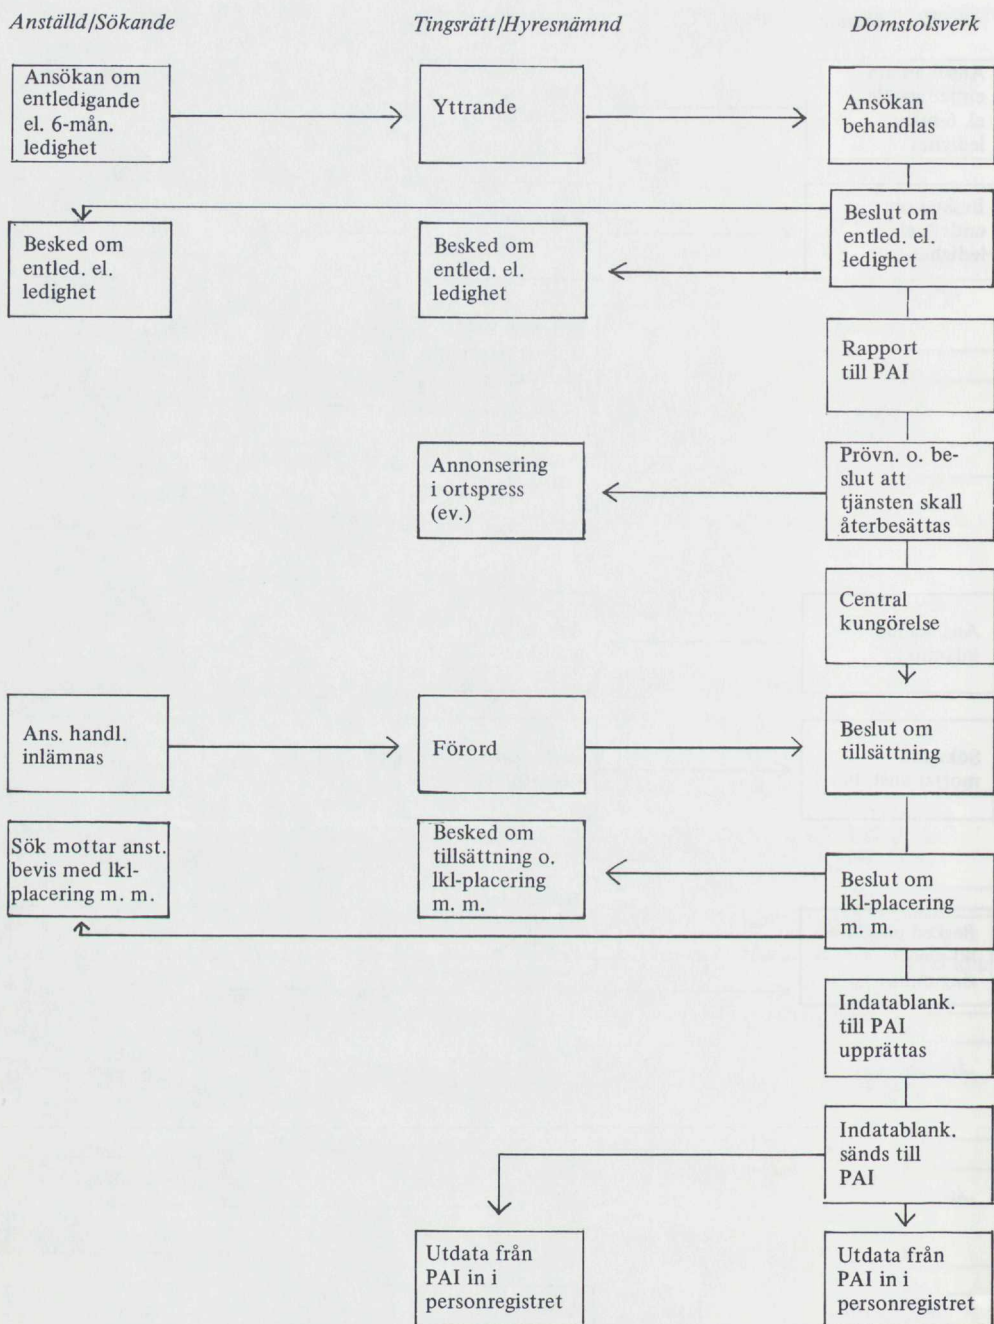 Anställd/Sökande
Tingsrätt/Hyresnämnd
Domstolsverk
Ansökan om
entledigande
el. 6-mån.
ledighet
Yttrande
Ansökan
behandlas
Beslut om
entled. el.
ledighet
Besked om
entled. el.
ledighet
Besked om
entled. el.
ledighet
Rapport
till PAI
Annonsering
i ortspress
(ev.)
Prövn. o. be-
slut att
tjänsten skall
återbesättas
Central
kungörelse
Ans. handl.
inlämnas
Förord
Beslut om
tillsättning
Sök mottar anst.
bevis med lkl-
placering m. m.
Besked om
tillsättning o.
lkl-placering
m. m.
Beslut om
lkl-placering
m. m.
Indatablank.
till PAI
upprättas
Indatablank.
sänds till
PAI
Utdata från
PAI in i
personregistret
Utdata från
PAI in i
personregistret